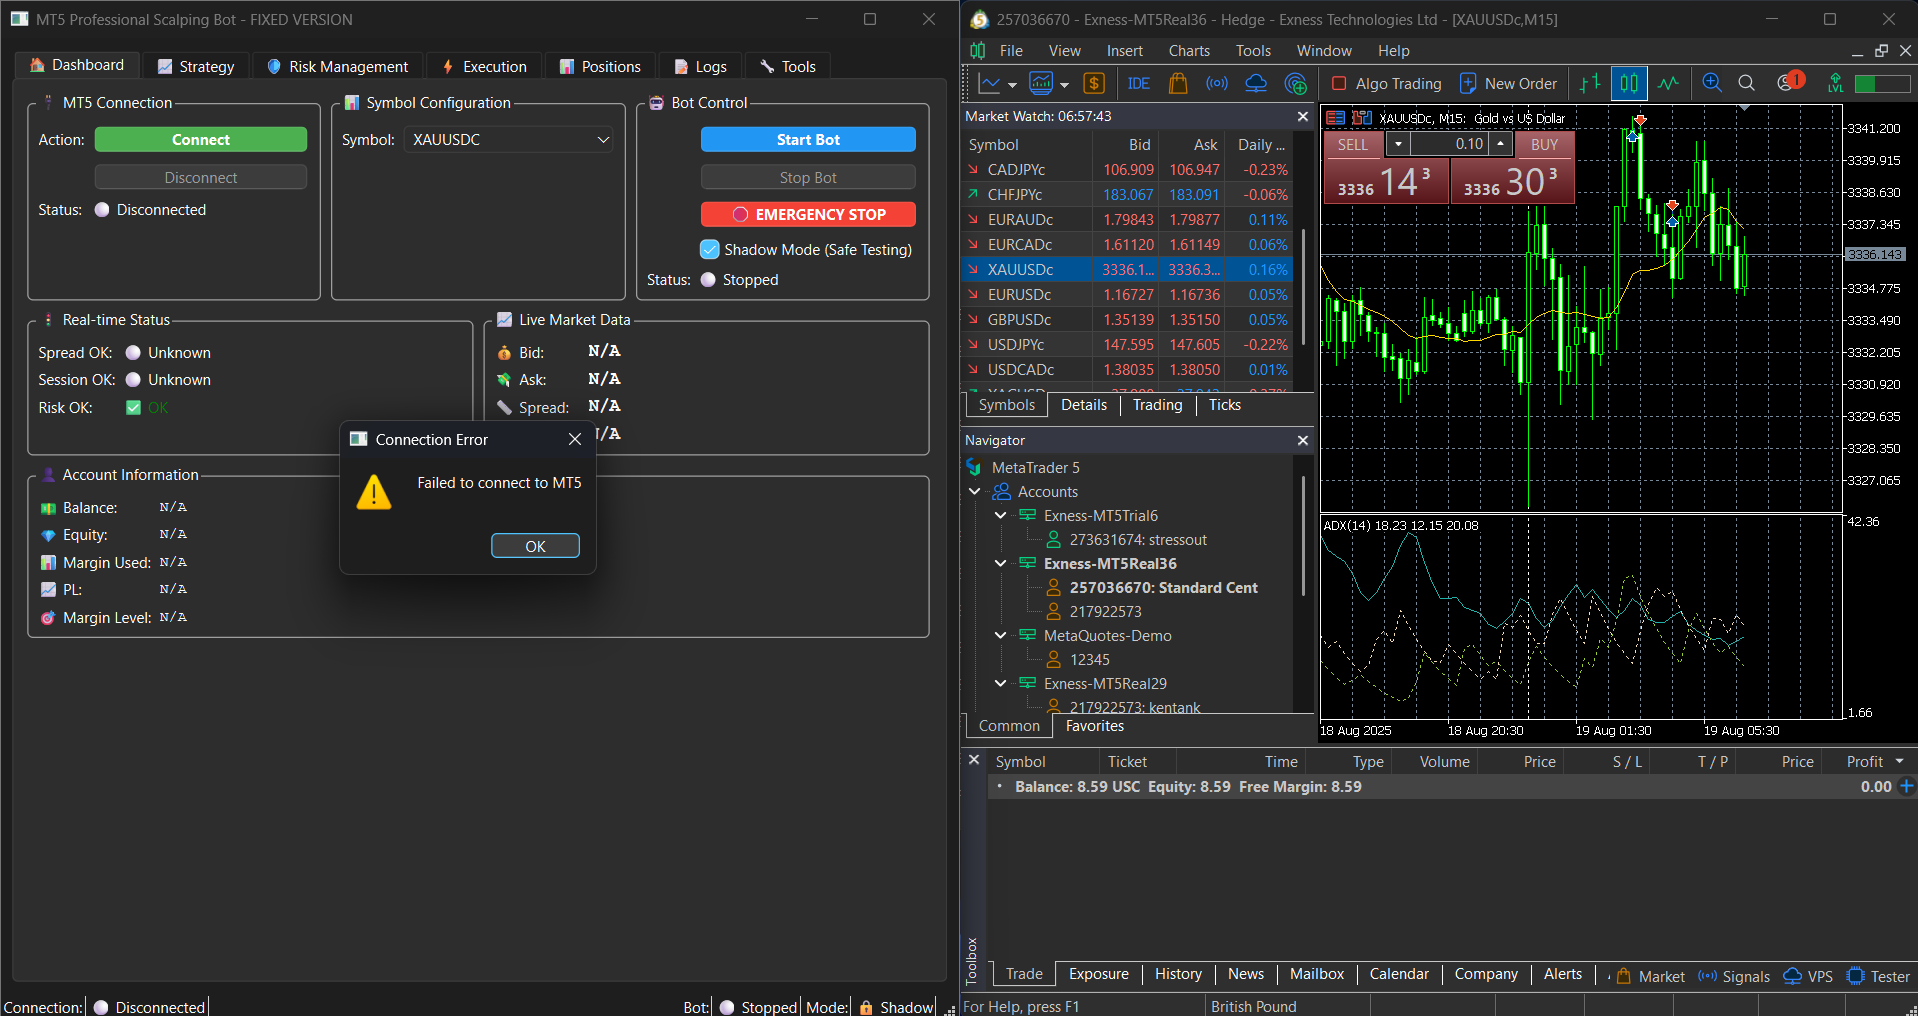 MT5 Professional Scalping Bot - FIXED VERSION
Dashboard
Strategy
Risk Management
Execution
Positions
Logs
Tools
MT5 Connection
Action:
Connect
Disconnect
Status:
Disconnected
Symbol Configuration
Symbol:
XAUUSDC
Bot Control
Start Bot
Stop Bot
EMERGENCY STOP
Shadow Mode (Safe Testing)
Status:
Stopped
Real-time Status
Spread OK: Unknown
Session OK: Unknown
Risk OK: OK
Live Market Data
Bid: N/A
Ask: N/A
Spread: N/A
Connection Error
Failed to connect to MT5
OK
Account Information
Balance: N/A
Equity: N/A
Margin Used: N/A
PL: N/A
Margin Level: N/A
Connection: Disconnected
Bot: Stopped Mode: Shadow
257036670 - Exness-MT5Real36 - Hedge - Exness Technologies Ltd - [XAUUSDc,M15]
File View Insert Charts Tools Window Help
IDE
Algo Trading
New Order
1
LVL
Market Watch: 06:57:43
Symbol Bid Ask Daily ...
CADJPYc 106.909 106.947 -0.23%
CHFJPYc 183.067 183.091 -0.06%
EURAUDc 1.79843 1.79877 0.11%
EURCADc 1.61120 1.61149 0.06%
XAUUSDc 3336.1... 3336.3... 0.16%
EURUSDc 1.16727 1.16736 0.05%
GBPUSDc 1.35139 1.35150 0.05%
USDJPYc 147.595 147.605 -0.22%
USDCADc 1.38035 1.38050 0.01%
Symbols Details Trading Ticks
Navigator
MetaTrader 5
Accounts
Exness-MT5Trial6
273631674: stressout
Exness-MT5Real36
257036670: Standard Cent
217922573
MetaQuotes-Demo
12345
Exness-MT5Real29
217922573: kentank
Common Favorites
XAUUSDc, M15: Gold vs US Dollar
SELL 0.10 BUY
3336 14 3
3336 30 3
3341.200
3339.915
3338.630
3337.345
3336.143
3334.775
3333.490
3332.205
3330.920
3329.635
3328.350
3327.065
ADX(14) 18.23 12.15 20.08
42.36
1.66
18 Aug 2025
18 Aug 20:30
19 Aug 01:30
19 Aug 05:30
Symbol Ticket Time Type Volume Price S / L T / P Price Profit
Balance: 8.59 USC Equity: 8.59 Free Margin: 8.59
0.00
Toolbox
Trade Exposure History News Mailbox Calendar Company Alerts
Market Signals VPS Tester
For Help, press F1
British Pound